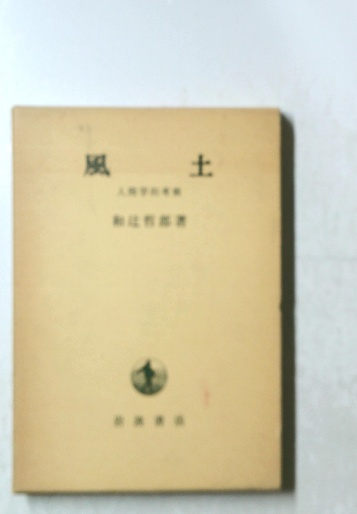 風土
人間学的考察
和辻哲郎著
岩波書店